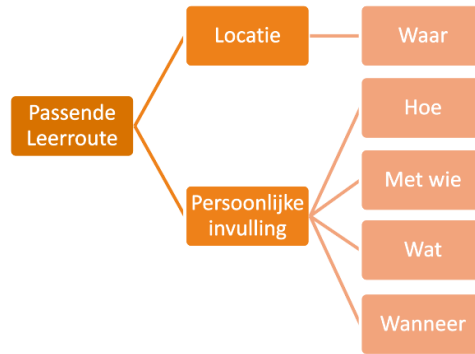 Passende
Leerroute
Locatie
Waar
Persoonlijke
invulling
Hoe
Met wie
Wat
Wanneer